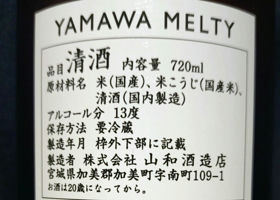 YAMAWA MELTY
品目 清酒 内容量 720ml
原材料名 米(国産)、米こうじ(国産米)、
清酒(国内製造)
アルコール分 13度
保存方法 要冷蔵
製造年月 枠外下部に記載
製造者 株式会社 山和酒造店
宮城県加美郡加美町字南町109-1
お酒は20歳になってから。